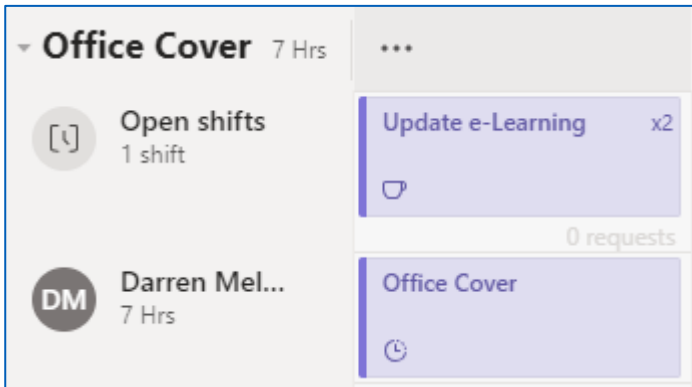 Office Cover 7 Hrs ...
Open shifts
1 shift
Update e-Learning x2
0 requests
DM
Darren Mel...
7 Hrs
Office Cover